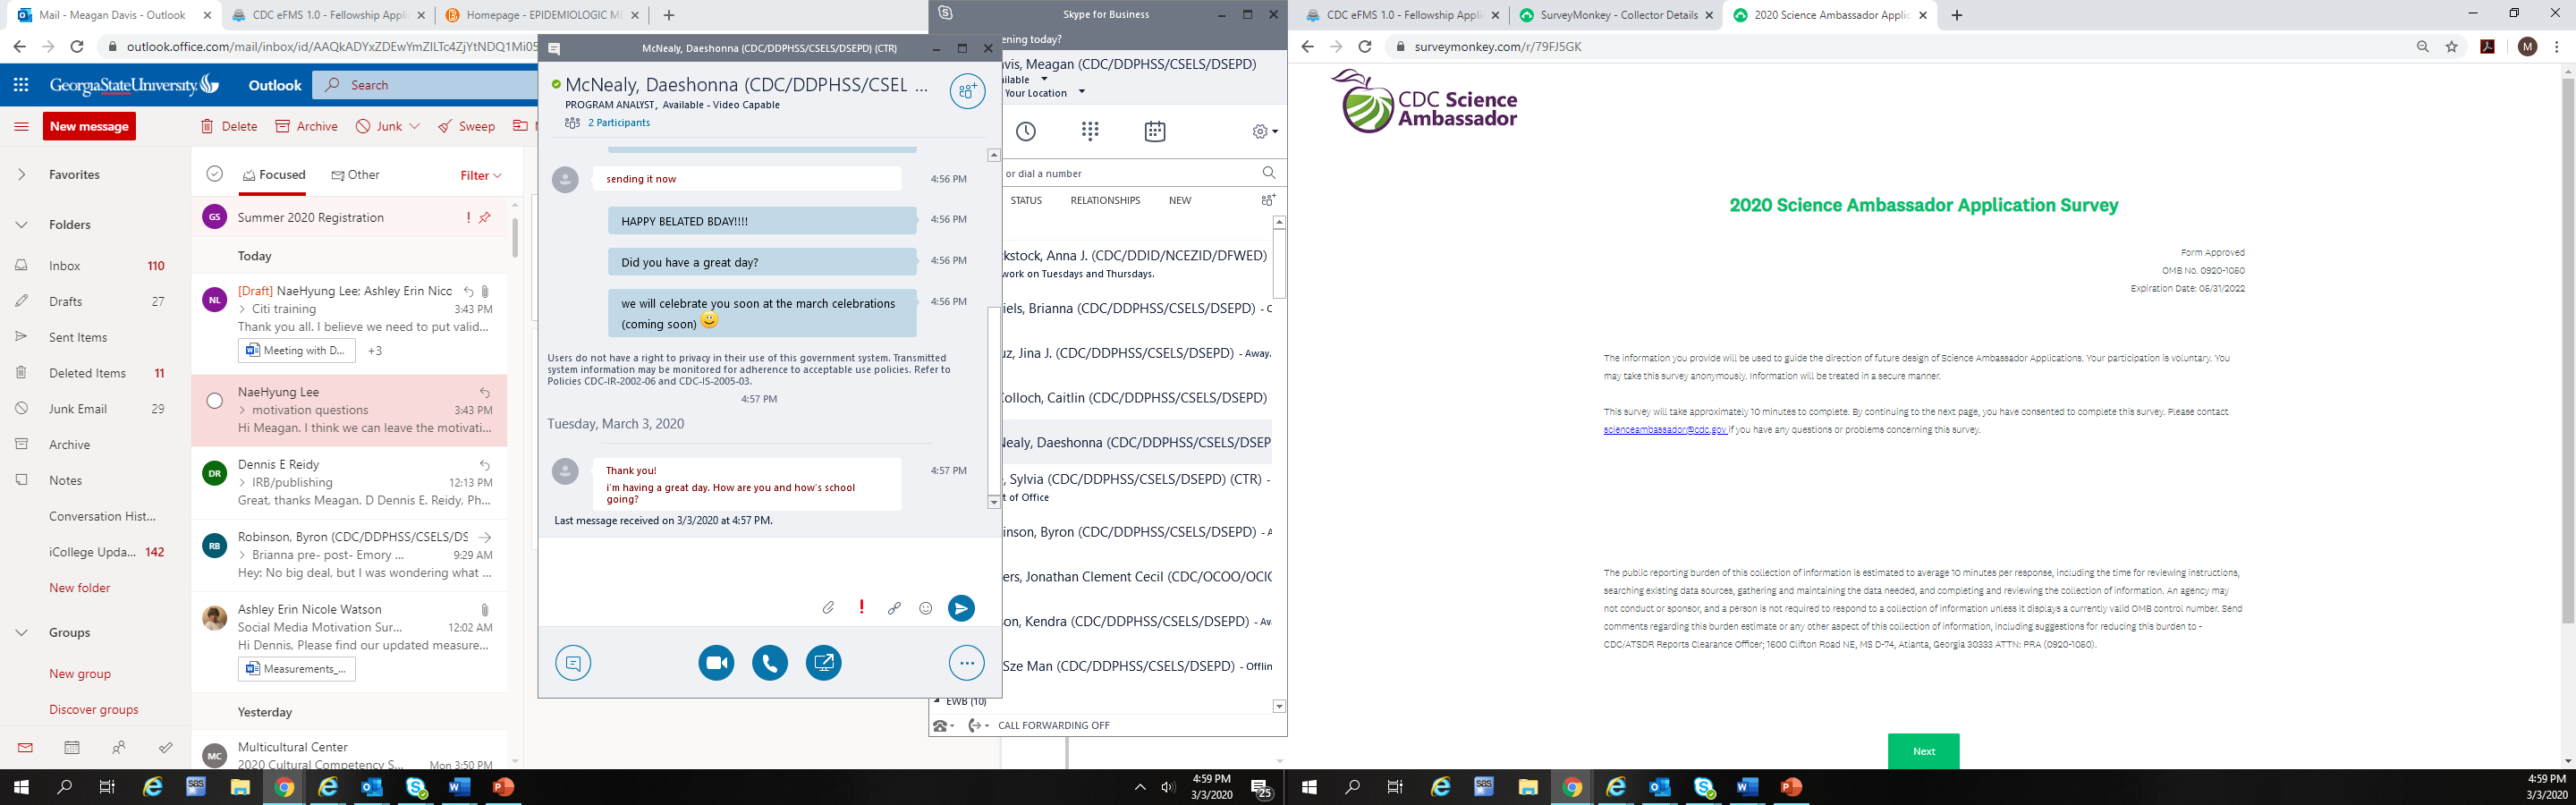 Mail - Meagan Davis - Outlook
CDC eFMS 1.0 - Fellowship Appli
Homepage - EPIDEMIOLOGIC MI
outlook.office.com/mail/inbox/id/AAQkADYxZDEwYmZlLTc4ZjYtNDQ1Mi05
GeorgiaStateUniversity
Outlook
Search
New message
Delete
Archive
Junk
Sweep
Favorites
Folders
Inbox 110
Drafts 27
Sent Items
Deleted Items 11
Junk Email 29
Archive
Notes
Conversation Hist...
iCollege Upda... 142
New folder
Groups
New group
Discover groups
Focused
Other
Filter
GS
Summer 2020 Registration
Today
NL
[Draft] NaeHyung Lee; Ashley Erin Nicc
> Citi training 3:43 PM
Thank you all. I believe we need to put valid...
Meeting with D... +3
NaeHyung Lee
> motivation questions 3:43 PM
Hi Meagan. I think we can leave the motivati...
DR
Dennis E Reidy
> IRB/publishing 12:13 PM
Great, thanks Meagan. D Dennis E. Reidy, Ph...
RB
Robinson, Byron (CDC/DDPHSS/CSELS/DS
> Brianna pre- post- Emory ... 9:29 AM
Hey: No big deal, but I was wondering what ...
Ashley Erin Nicole Watson
Social Media Motivation Sur... 12:02 AM
Hi Dennis, Please find our updated measure...
Measurements_...
Yesterday
MC
Multicultural Center
2020 Cultural Competency S... Mon 3:50 PM
McNealy, Daeshonna (CDC/DDPHSS/CSELS/DSEPD) (CTR)
McNealy, Daeshonna (CDC/DDPHSS/CSEL ...
PROGRAM ANALYST, Available - Video Capable
2 Participants
sending it now 4:56 PM
HAPPY BELATED BDAY!!!! 4:56 PM
Did you have a great day? 4:56 PM
we will celebrate you soon at the march celebrations 4:56 PM
(coming soon)
Users do not have a right to privacy in their use of this government system. Transmitted
system information may be monitored for adherence to acceptable use policies. Refer to
Policies CDC-IR-2002-06 and CDC-IS-2005-03.
4:57 PM
Tuesday, March 3, 2020
Thank you! 4:57 PM
i'm having a great day. How are you and how's school
going?
Last message received on 3/3/2020 at 4:57 PM.
Skype for Business
ening today?
avis, Meagan (CDC/DDPHSS/CSELS/DSEPD)
ilable
Your Location
or dial a number
STATUS RELATIONSHIPS NEW
kstock, Anna J. (CDC/DDID/NCEZID/DFWED)
work on Tuesdays and Thursdays.
iels, Brianna (CDC/DDPHSS/CSELS/DSEPD) - C
uz, Jina J. (CDC/DDPHSS/CSELS/DSEPD) - Away.
Colloch, Caitlin (CDC/DDPHSS/CSELS/DSEPD)
Nealy, Daeshonna (CDC/DDPHSS/CSELS/DSEP
, Sylvia (CDC/DDPHSS/CSELS/DSEPD) (CTR) -
t of Office
inson, Byron (CDC/DDPHSS/CSELS/DSEPD) - A
ers, Jonathan Clement Cecil (CDC/OCOO/OCIC
on, Kendra (CDC/DDPHSS/CSELS/DSEPD) - Aw
Sze Man (CDC/DDPHSS/CSELS/DSEPD) - Offlin
EWB (10)
CALL FORWARDING OFF
4:59 PM
3/3/2020
25
CDC eFMS 1.0 - Fellowship Appli
SurveyMonkey - Collector Details
2020 Science Ambassador Applic
surveymonkey.com/r/79FJ5GK
M
CDC Science
Ambassador
2020 Science Ambassador Application Survey
Form Approved
OMB No. 0920-1050
Expiration Date: 05/31/2022
The information you provide will be used to guide the direction of future design of Science Ambassador Applications. Your participation is voluntary. You
may take this survey anonymously. Information will be treated in a secure manner.
This survey will take approximately 10 minutes to complete. By continuing to the next page, you have consented to complete this survey. Please contact
scienceambassador@cdc.gov if you have any questions or problems concerning this survey.
The public reporting burden of this collection of information is estimated to average 10 minutes per response, including the time for reviewing instructions,
searching existing data sources, gathering and maintaining the data needed, and completing and reviewing the collection of information. An agency may
not conduct or sponsor, and a person is not required to respond to a collection of information unless it displays a currently valid OMB control number. Send
comments regarding this burden estimate or any other aspect of this collection of information, including suggestions for reducing this burden to -
CDC/ATSDR Reports Clearance Officer; 1600 Clifton Road NE, MS D-74, Atlanta, Georgia 30333 ATTN: PRA (0920-1050).
Next
4:59 PM
3/3/2020